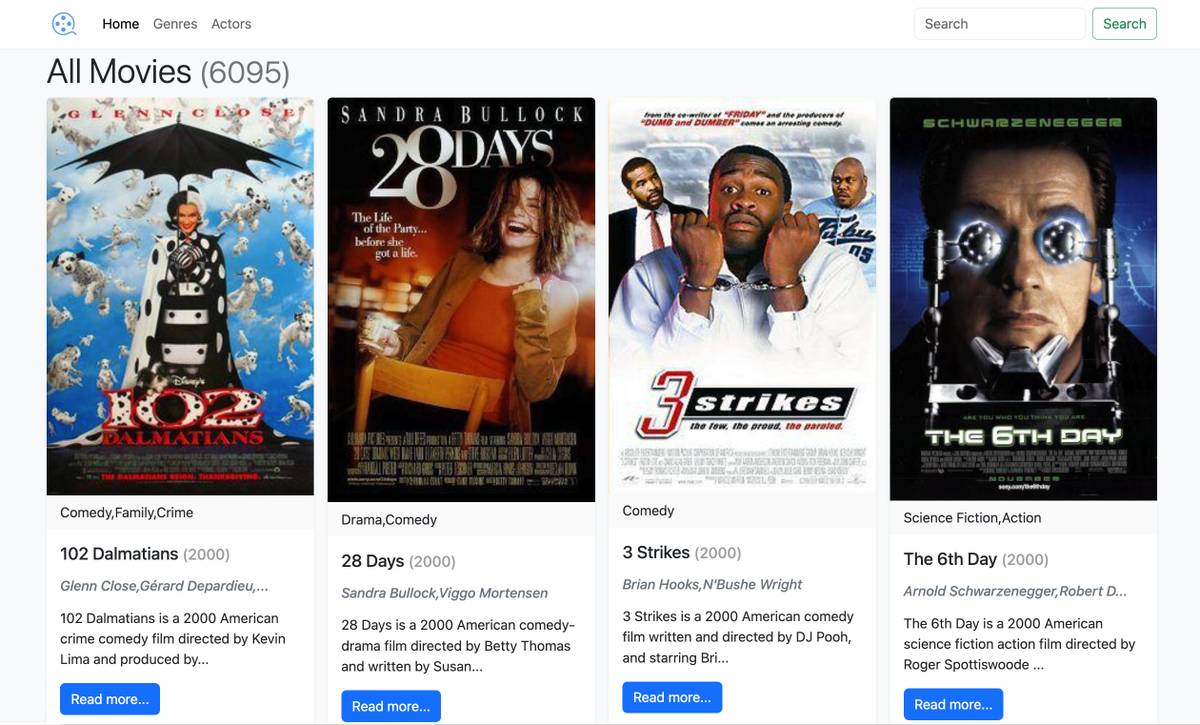 Home Genres Actors Search Search
All Movies (6095)
GLENN CLOSE
Disney's
102
DALMATIANS
THE DALMATIANS REIGN. THANKSGIVING.
Comedy,Family,Crime
102 Dalmatians (2000)
Glenn Close,Gérard Depardieu,...
102 Dalmatians is a 2000 American
crime comedy film directed by Kevin
Lima and produced by...
Read more...
SANDRA BULLOCK
28 DAYS
The Life
of the Party...
before she
got a life.
Drama,Comedy
28 Days (2000)
Sandra Bullock,Viggo Mortensen
28 Days is a 2000 American comedy-
drama film directed by Betty Thomas
and written by Susan...
Read more...
from the co-writer of "FRIDAY" and the producers of
"DUMB and DUMBER" comes an arresting comedy.
3 strikes
the few. the proud. the paroled.
Comedy
3 Strikes (2000)
Brian Hooks,N'Bushe Wright
3 Strikes is a 2000 American comedy
film written and directed by DJ Pooh,
and starring Bri...
Read more...
SCHWARZENEGGER
ARE YOU WHO YOU THINK YOU ARE
THE 6TH DAY
NOVEMBER
sony.com/the6thday
Science Fiction,Action
The 6th Day (2000)
Arnold Schwarzenegger,Robert D...
The 6th Day is a 2000 American
science fiction action film directed by
Roger Spottiswoode ...
Read more...